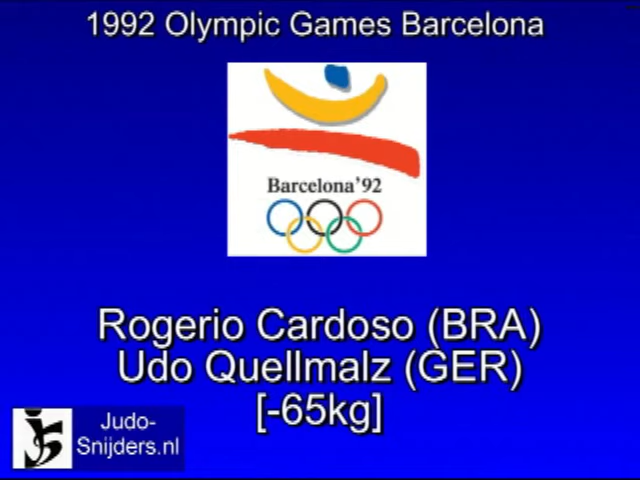 1992 Olympic Games Barcelona
Barcelona'92
Rogerio Cardoso (BRA)
Udo Quellmalz (GER)
[-65kg]
Judo-
Snijders.nl